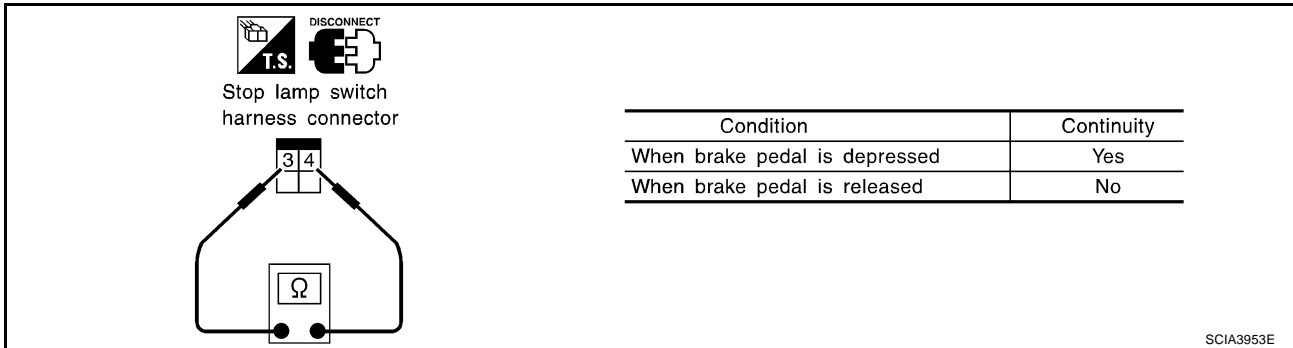 DISCONNECT
T.S.
Stop lamp switch
harness connector
3 4
Ω
Condition Continuity
When brake pedal is depressed Yes
When brake pedal is released No
SCIA3953E